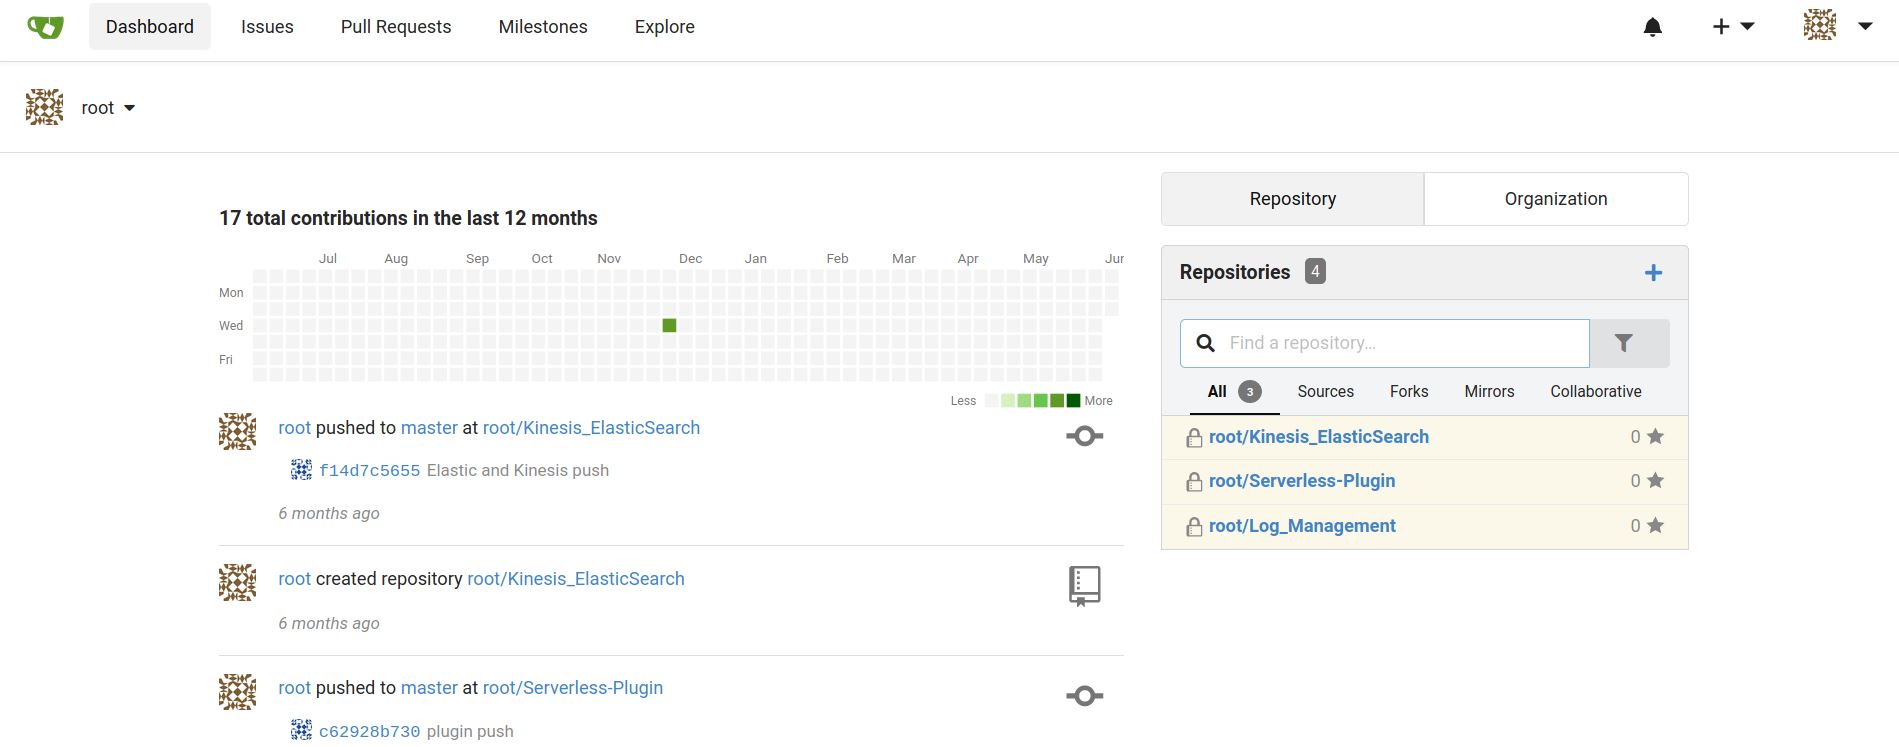 Dashboard Issues Pull Requests Milestones Explore
root
17 total contributions in the last 12 months
Jul Aug Sep Oct Nov Dec Jan Feb Mar Apr May Jun
Mon
Wed
Fri
Less More
root pushed to master at root/Kinesis_ElasticSearch
f14d7c5655 Elastic and Kinesis push
6 months ago
root created repository root/Kinesis_ElasticSearch
6 months ago
root pushed to master at root/Serverless-Plugin
c62928b730 plugin push
Repository Organization
Repositories 4
Find a repository...
All 3 Sources Forks Mirrors Collaborative
root/Kinesis_ElasticSearch 0
root/Serverless-Plugin 0
root/Log_Management 0